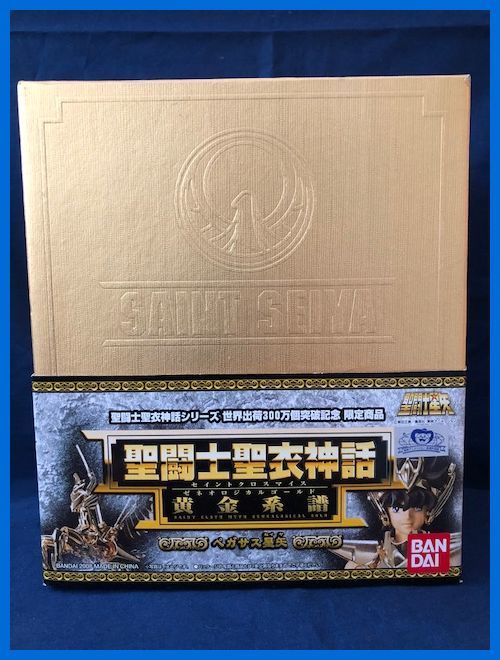 SAINT SEIYA
聖闘士聖衣神話シリーズ 世界出荷300万個突破記念 限定商品
聖闘士星矢
聖闘士聖衣神話
セイントクロスマイス
ゼネオロジカルゴールド
黄金系譜
SAINT CLOTH MYTH GENEALOGICAL GOLD
ペガサス星矢
BANDAI 2008 MADE IN CHINA
BAN
DAI